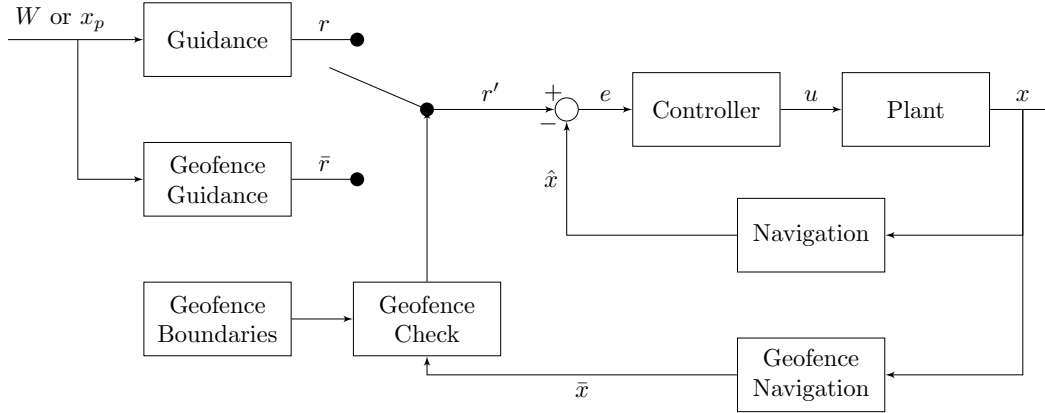 W or x_p
Guidance
r
r′
+
−
e
Controller
u
Plant
x
Geofence
Guidance
r̄
x̂
Navigation
Geofence
Boundaries
Geofence
Check
x̄
Geofence
Navigation